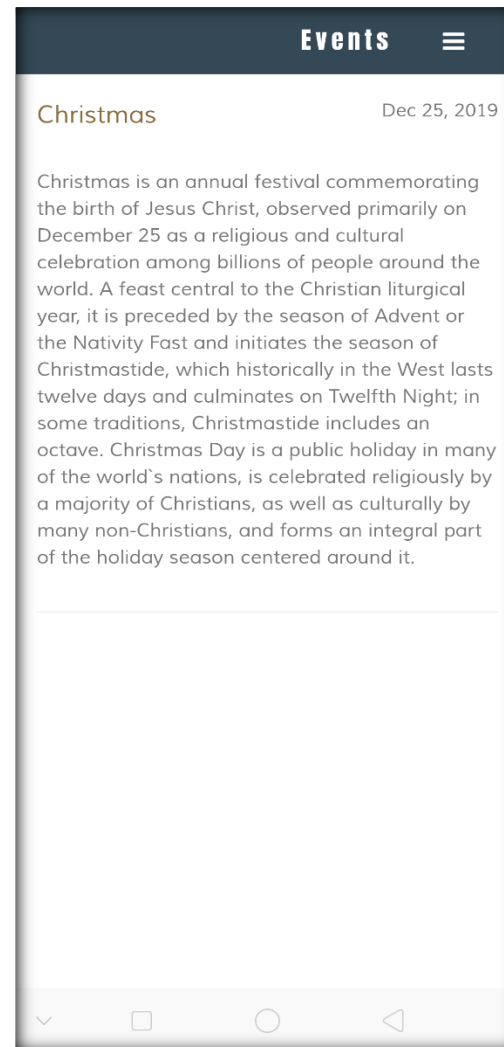 Events
Christmas
Dec 25, 2019
Christmas is an annual festival commemorating
the birth of Jesus Christ, observed primarily on
December 25 as a religious and cultural
celebration among billions of people around the
world. A feast central to the Christian liturgical
year, it is preceded by the season of Advent or
the Nativity Fast and initiates the season of
Christmastide, which historically in the West lasts
twelve days and culminates on Twelfth Night; in
some traditions, Christmastide includes an
octave. Christmas Day is a public holiday in many
of the world`s nations, is celebrated religiously by
a majority of Christians, as well as culturally by
many non-Christians, and forms an integral part
of the holiday season centered around it.